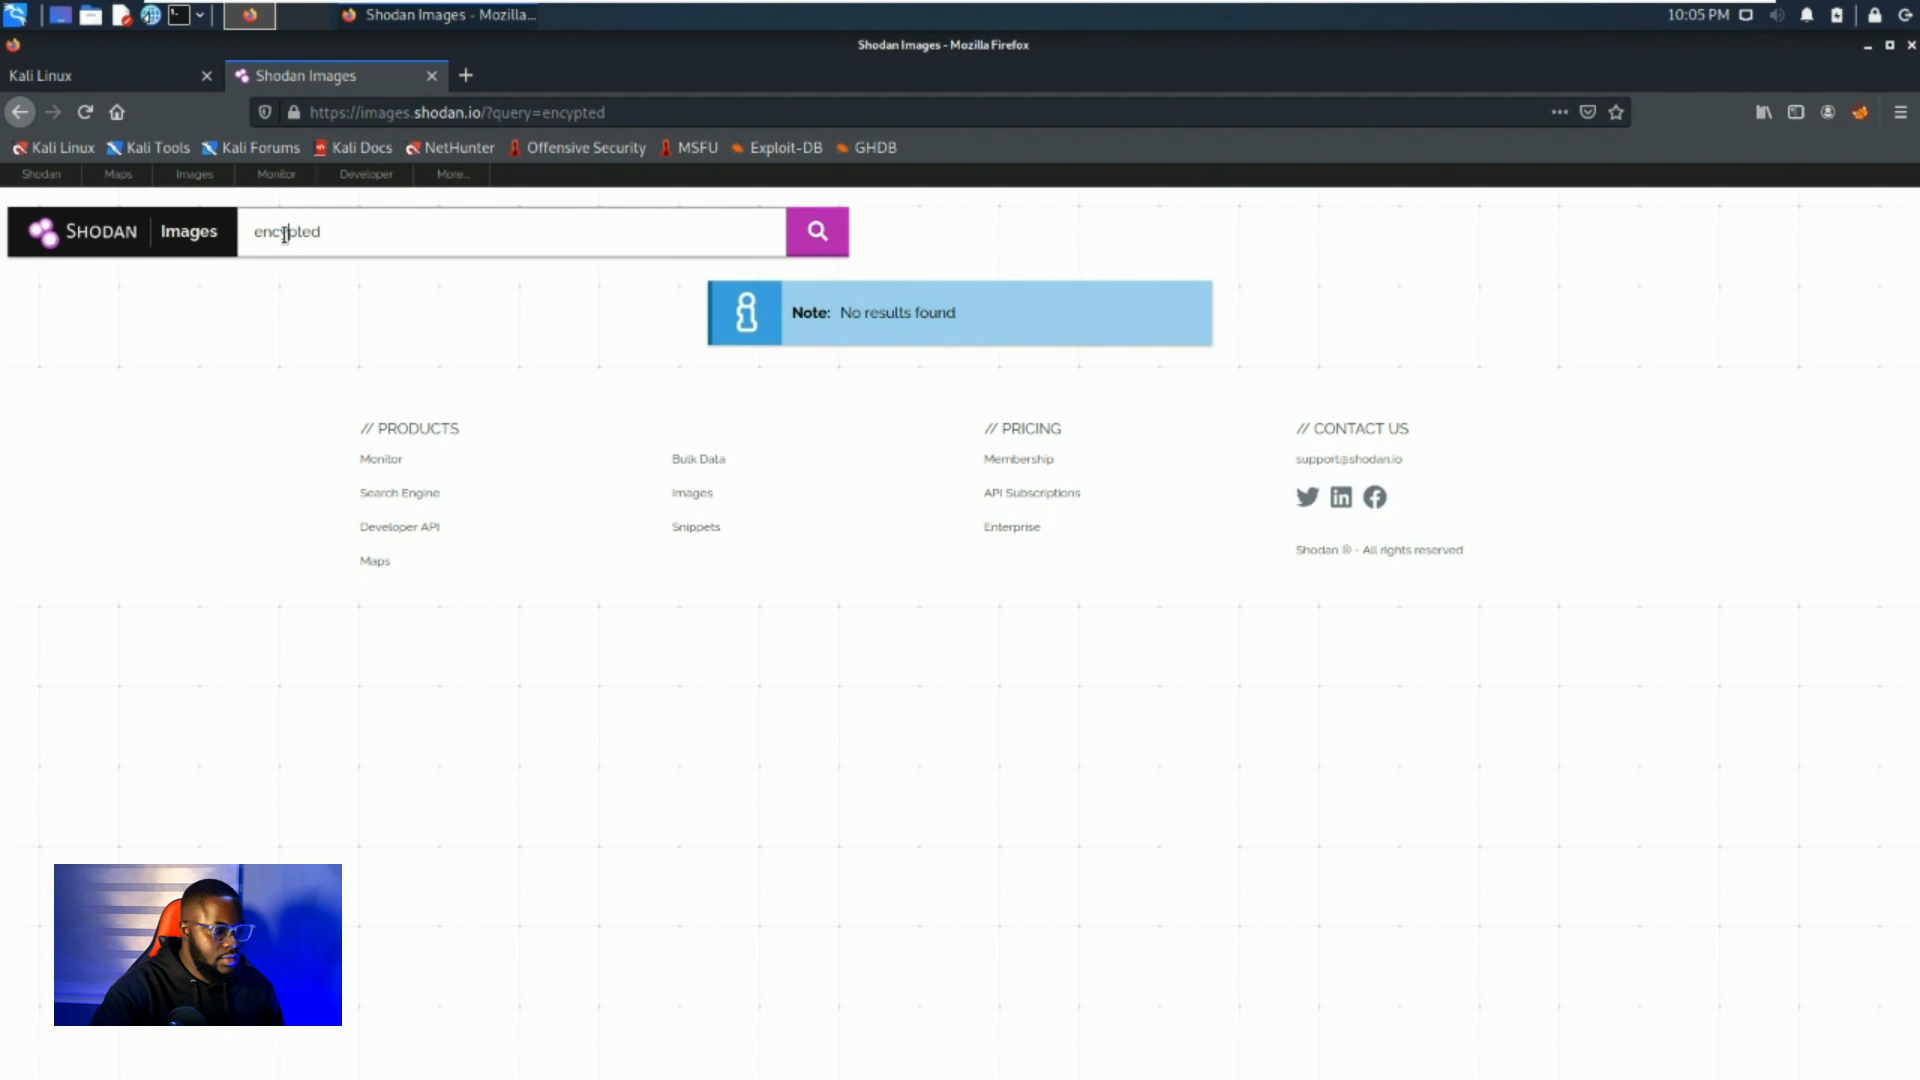 Shodan Images - Mozilla...
10:05 PM
Shodan Images - Mozilla Firefox
Kali Linux
Shodan Images
https://images.shodan.io/?query=encypted
Kali Linux Kali Tools Kali Forums Kali Docs NetHunter Offensive Security MSFU Exploit-DB GHDB
Shodan Maps Images Monitor Developer More...
SHODAN Images encypted
Note: No results found
// PRODUCTS // PRICING // CONTACT US
Monitor Bulk Data Membership support@shodan.io
Search Engine Images API Subscriptions
Developer API Snippets Enterprise
Shodan ® - All rights reserved
Maps